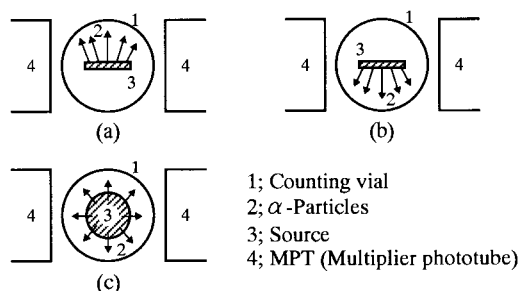 1
2
4
3
4
(a)
1
3
4
2
4
(b)
1
4
3
4
2
(c)
1; Counting vial
2; α-Particles
3; Source
4; MPT (Multiplier phototube)